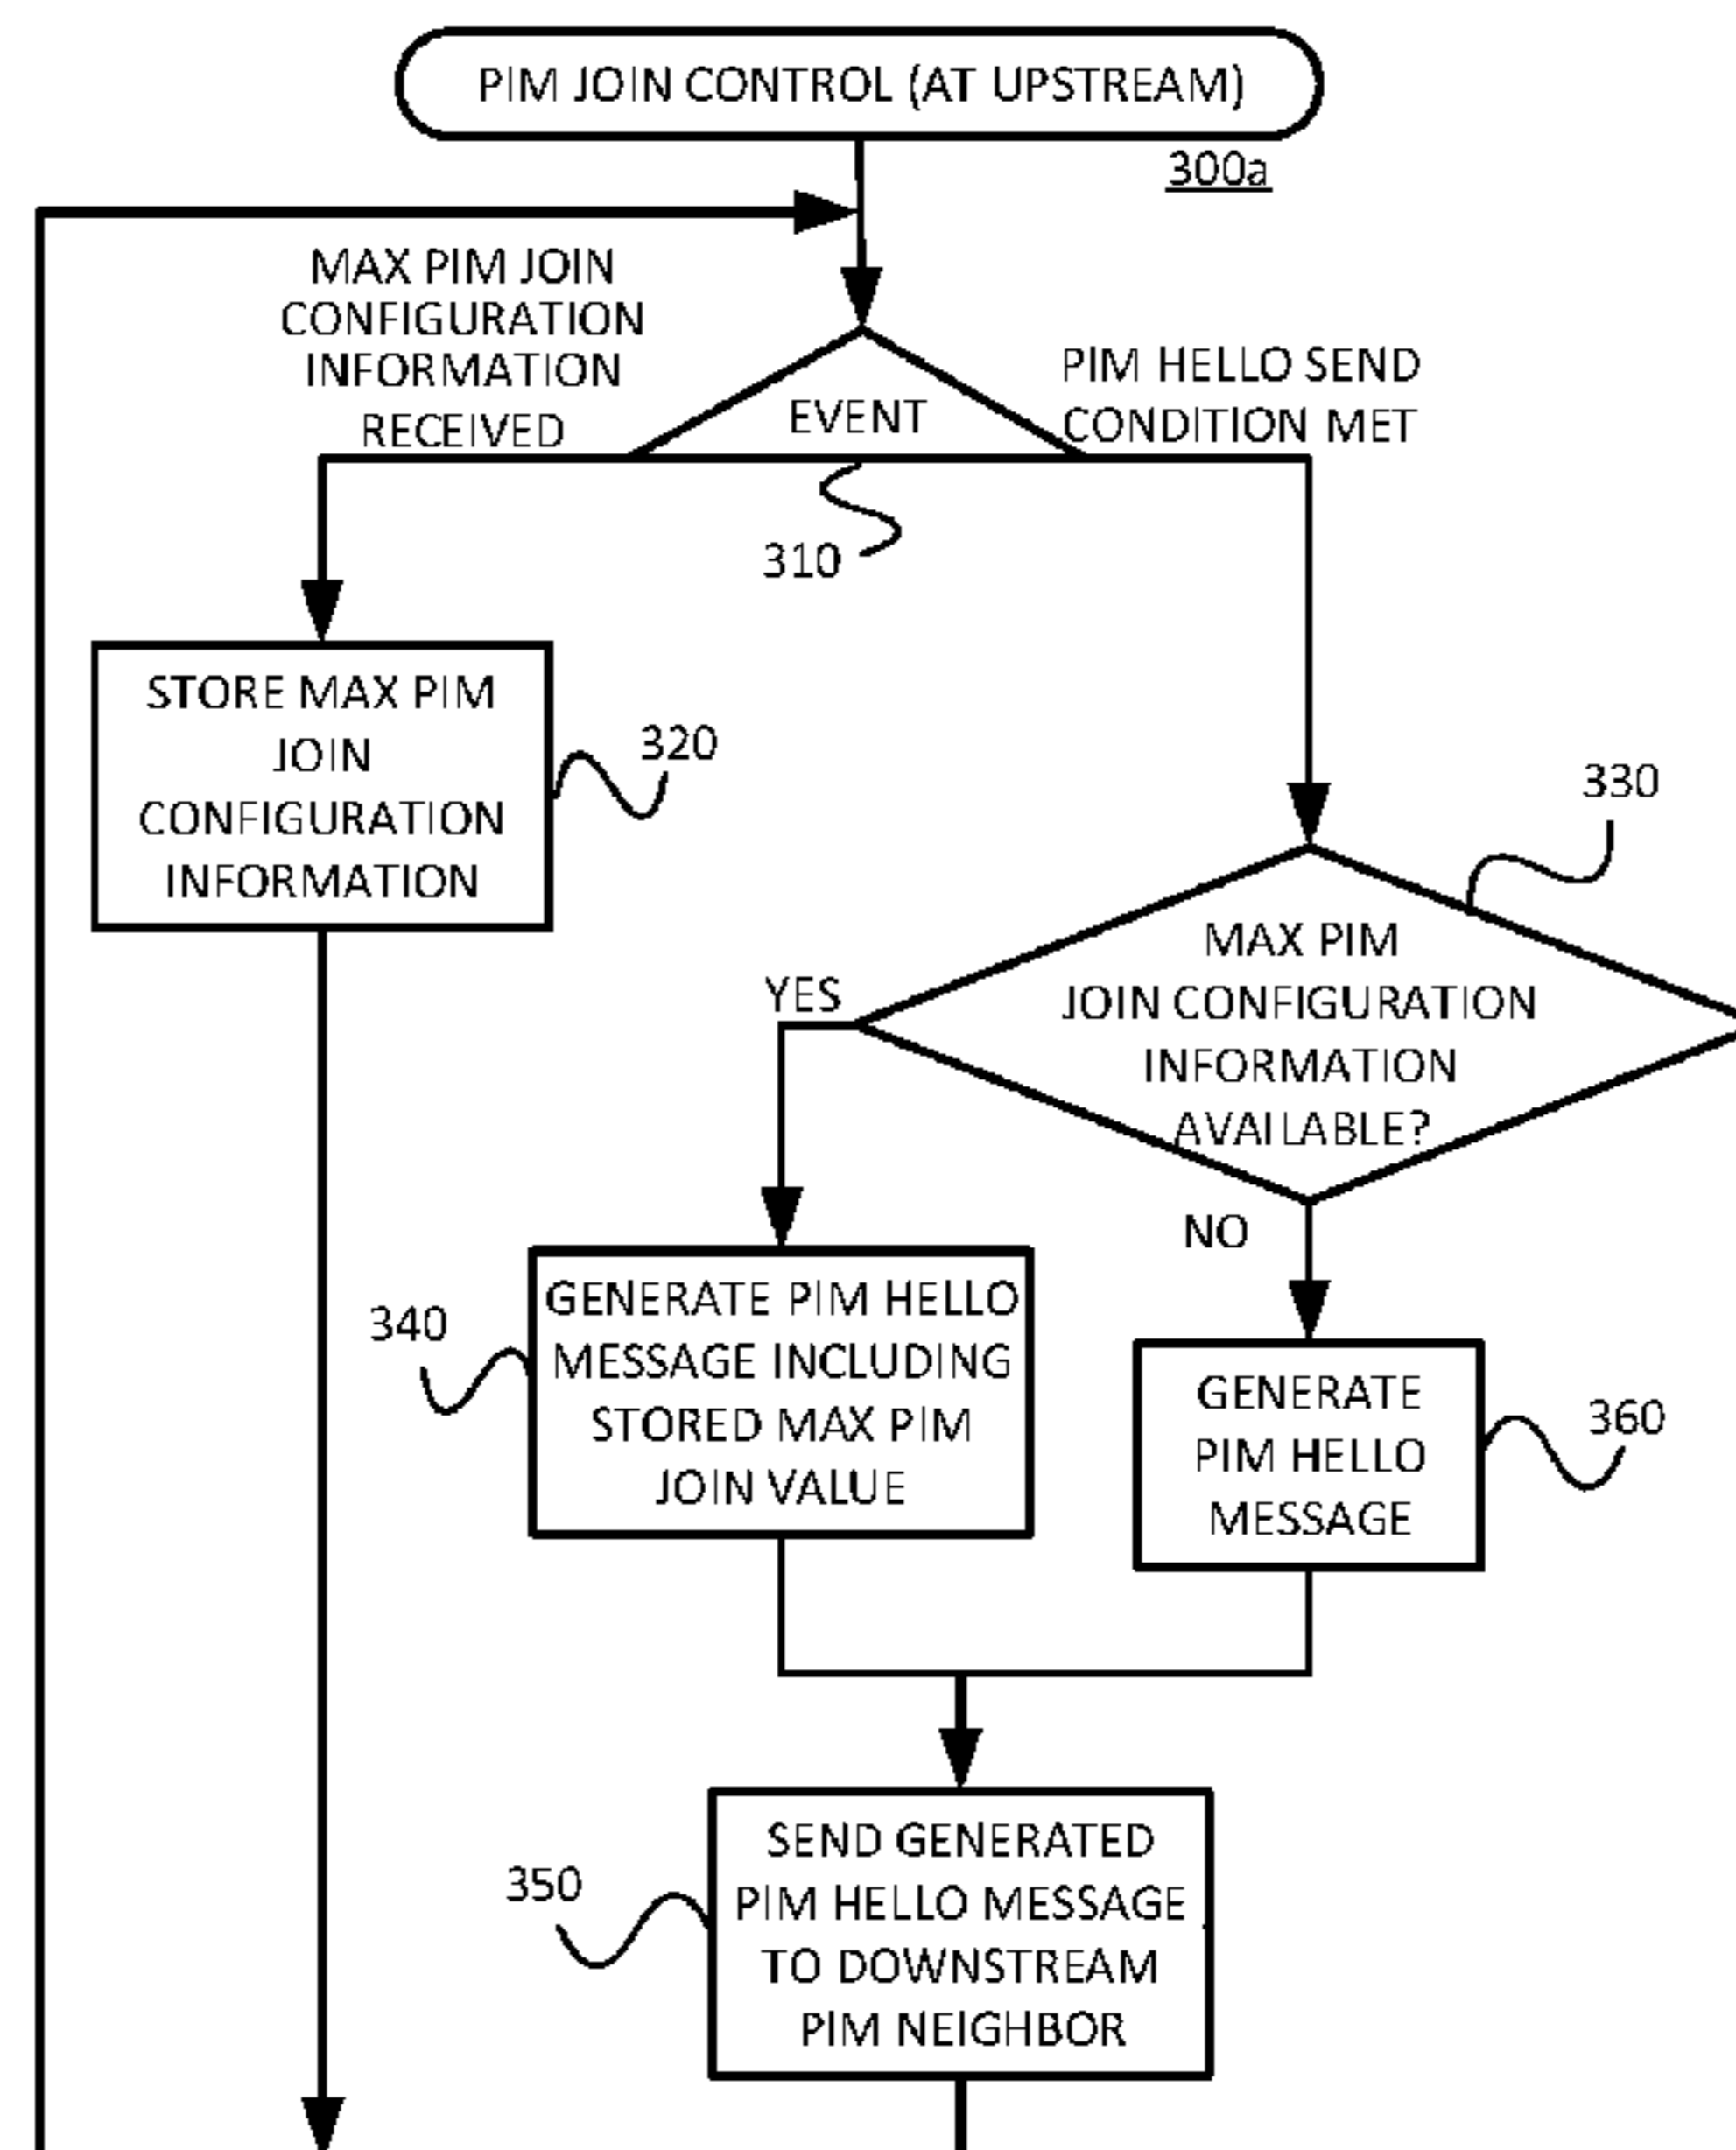 PIM JOIN CONTROL (AT UPSTREAM)
300a
MAX PIM JOIN
CONFIGURATION
INFORMATION
RECEIVED
PIM HELLO SEND
CONDITION MET
EVENT
310
STORE MAX PIM
JOIN
CONFIGURATION
INFORMATION
320
330
MAX PIM
JOIN CONFIGURATION
INFORMATION
AVAILABLE?
YES
NO
340
GENERATE PIM HELLO
MESSAGE INCLUDING
STORED MAX PIM
JOIN VALUE
GENERATE
PIM HELLO
MESSAGE
360
350
SEND GENERATED
PIM HELLO MESSAGE
TO DOWNSTREAM
PIM NEIGHBOR